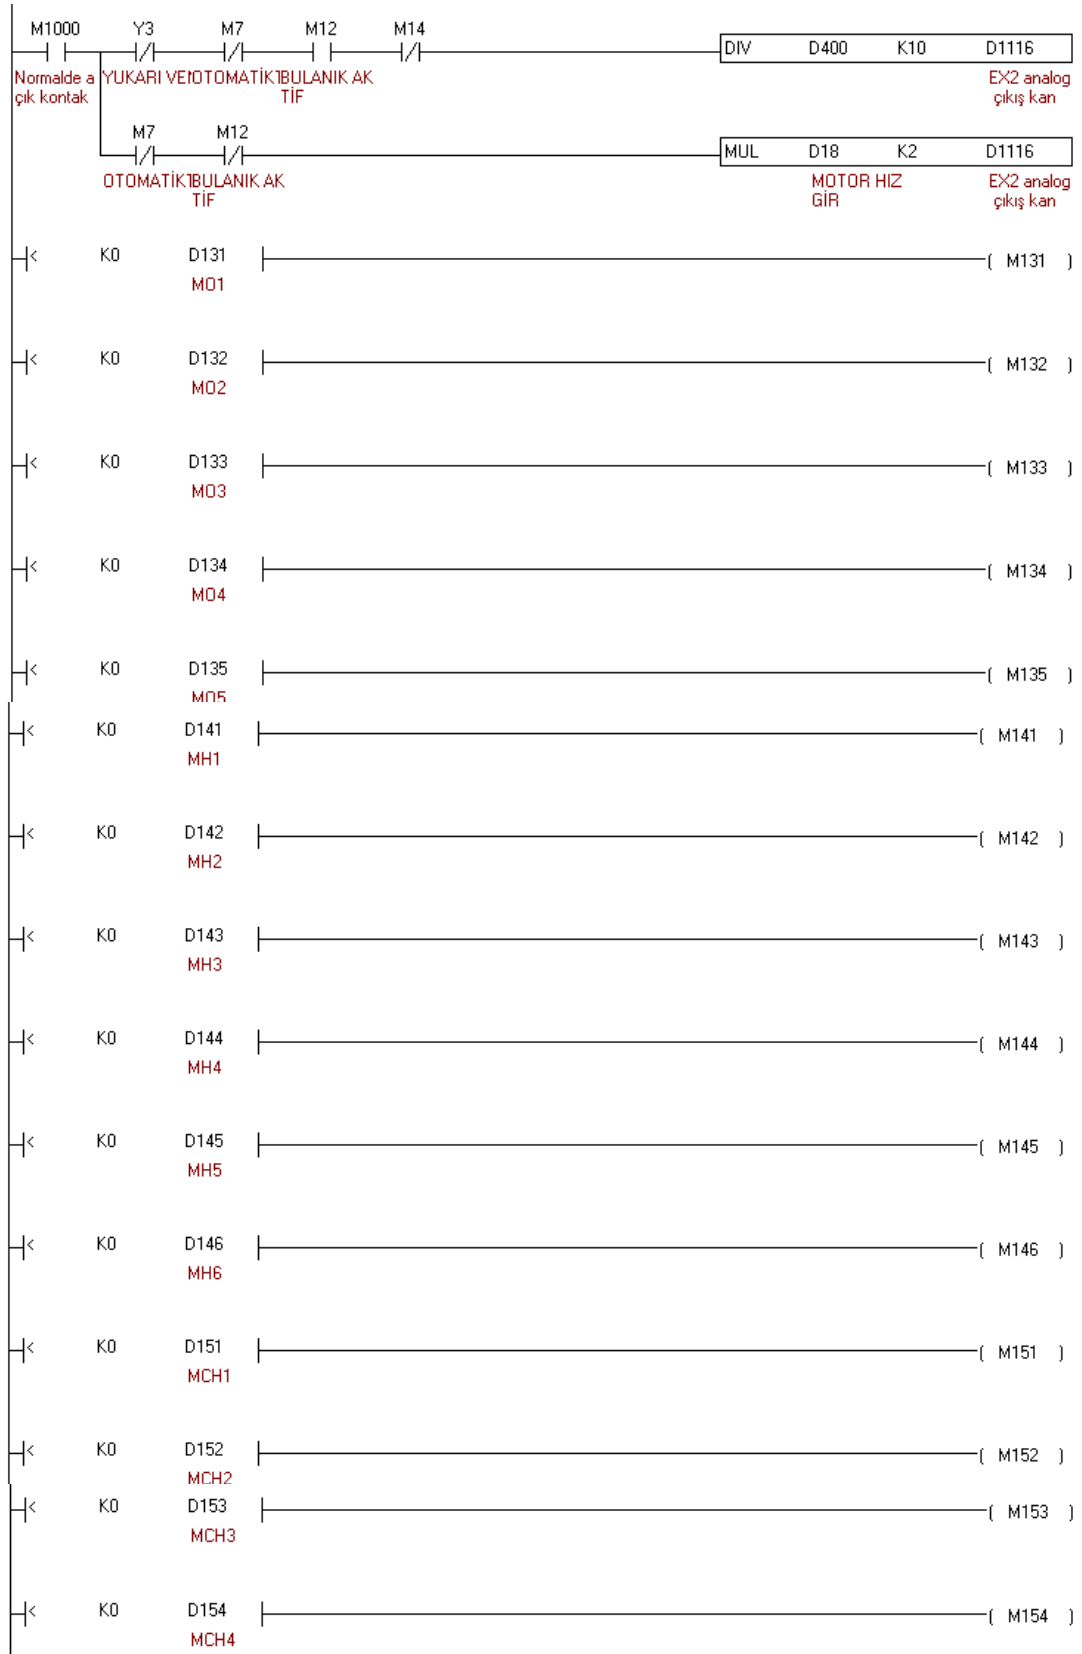 M1000 Y3 M7 M12 M14
DIV D400 K10 D1116
Normalde a YUKARI VE OTOMATİK BULANIK AK EX2 analog
çık kontak TİF çıkış kan
M7 M12
MUL D18 K2 D1116
OTOMATİK BULANIK AK MOTOR HIZ EX2 analog
TİF GİR çıkış kan
< K0 D131 ( M131 )
MO1
< K0 D132 ( M132 )
MO2
< K0 D133 ( M133 )
MO3
< K0 D134 ( M134 )
MO4
< K0 D135 ( M135 )
MO5
< K0 D141 ( M141 )
MH1
< K0 D142 ( M142 )
MH2
< K0 D143 ( M143 )
MH3
< K0 D144 ( M144 )
MH4
< K0 D145 ( M145 )
MH5
< K0 D146 ( M146 )
MH6
< K0 D151 ( M151 )
MCH1
< K0 D152 ( M152 )
MCH2
< K0 D153 ( M153 )
MCH3
< K0 D154 ( M154 )
MCH4